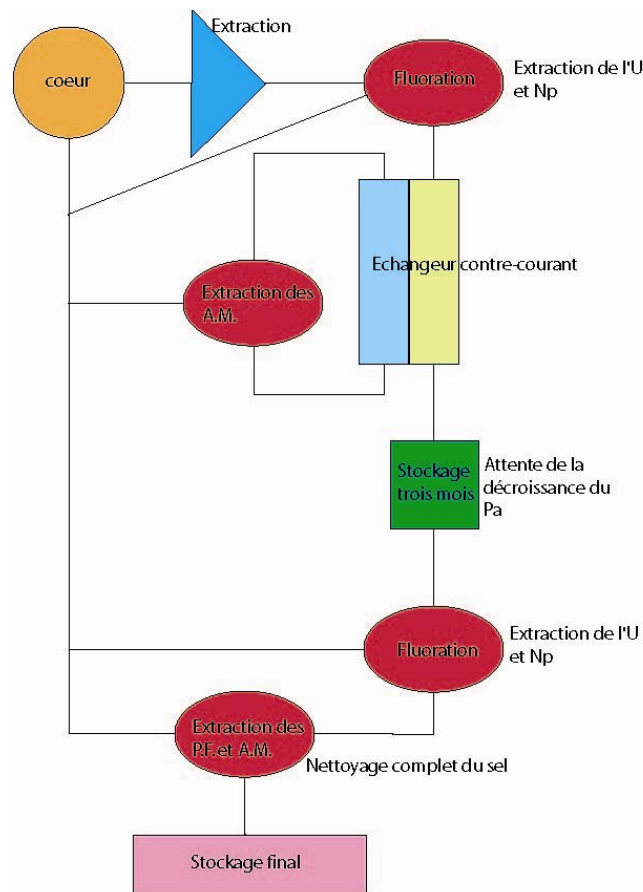 Extraction
coeur
Fluoration
Extraction de l'U
et Np
Echangeur contre-courant
Extraction des
A.M.
Stockage
trois mois
Attente de la
décroissance du
Pa
Fluoration
Extraction de l'U
et Np
Extraction des
P.F. et A.M.
Nettoyage complet du sel
Stockage final